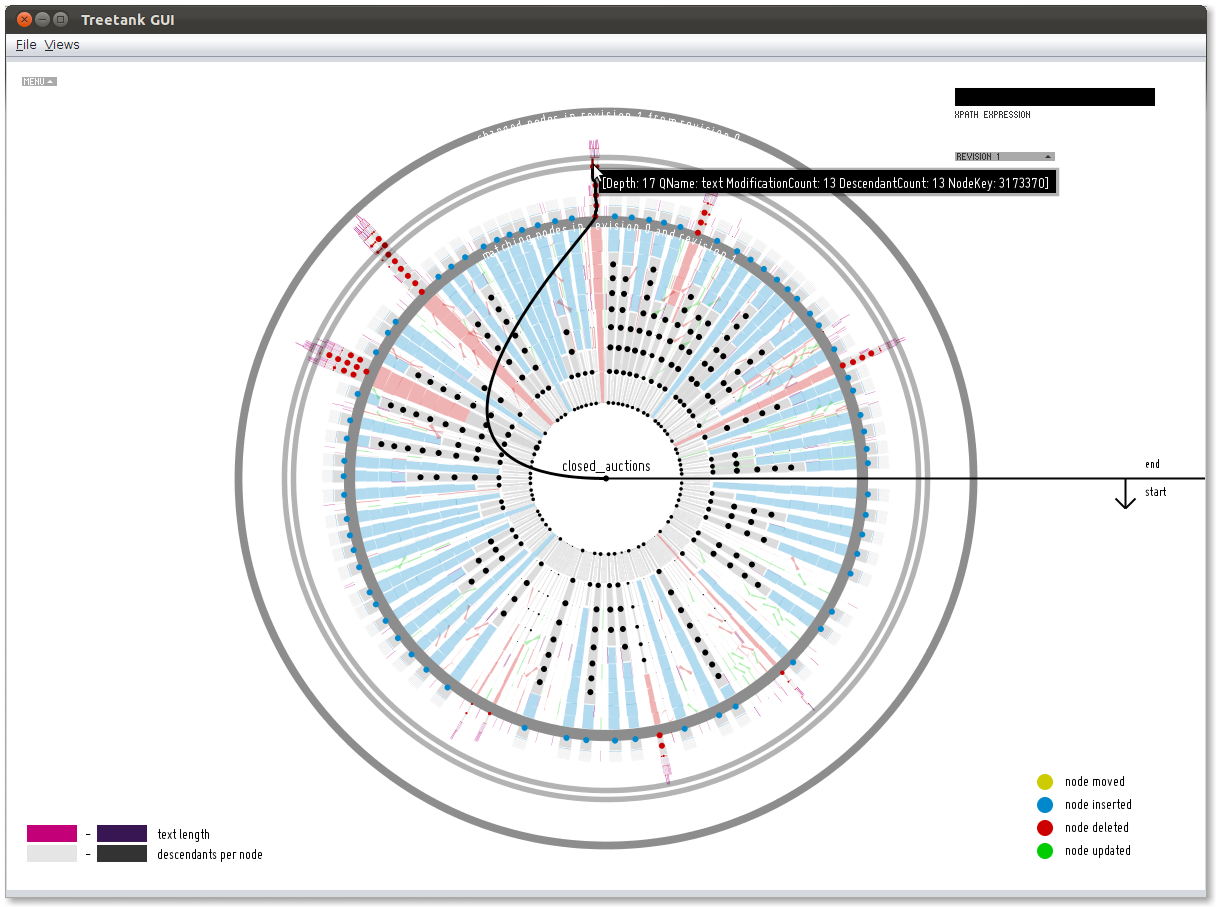 Treetank GUI
File Views
MENU
XPATH EXPRESSION
changed nodes in revision 1 from revision 0
REVISION 1
[Depth: 17 QName: text ModificationCount: 13 DescendantCount: 13 NodeKey: 3173370]
matching nodes in revision 0 and revision 1
closed_auctions
end
start
node moved
node inserted
node deleted
node updated
- text length
- descendants per node